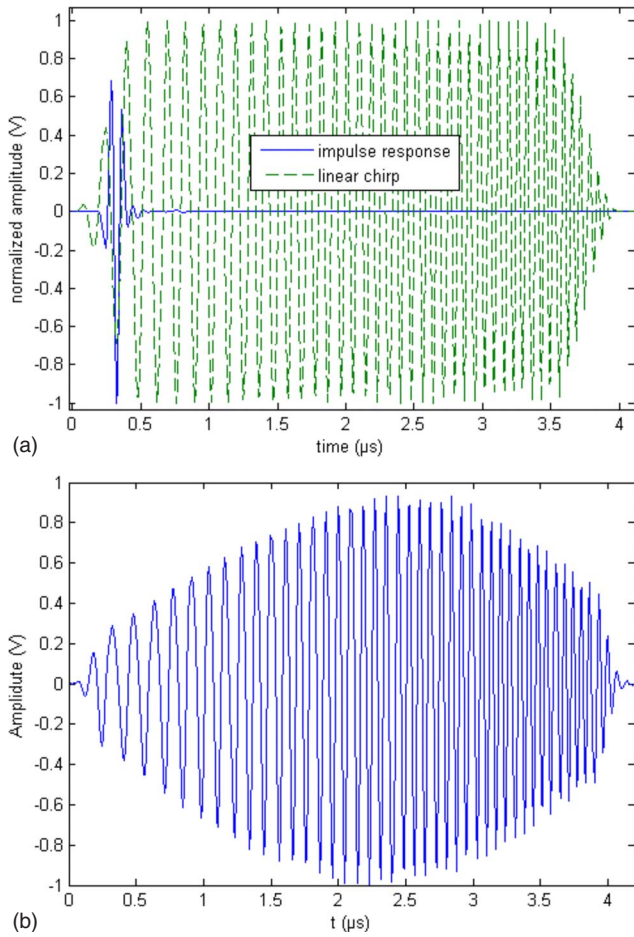 1
0.8
0.6
0.4
0.2
0
-0.2
-0.4
-0.6
-0.8
-1
normalized amplitude (V)
impulse response
linear chirp
0 0.5 1 1.5 2 2.5 3 3.5 4
time (µs)
(a)
1
0.8
0.6
0.4
0.2
0
-0.2
-0.4
-0.6
-0.8
-1
Amplidute (V)
0 0.5 1 1.5 2 2.5 3 3.5 4
t (µs)
(b)